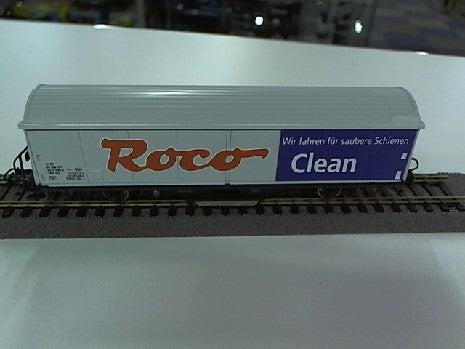 Roco
Wir fahren für saubere Schienen
Clean